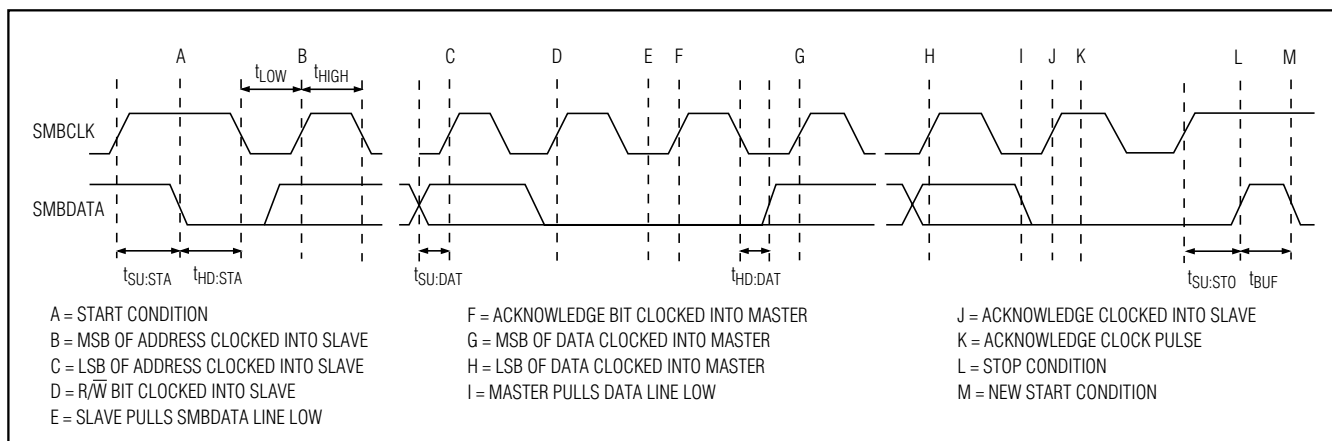 A B C D E F G H I J K L M
tLOW tHIGH
SMBCLK
SMBDATA
tSU:STA tHD:STA tSU:DAT tHD:DAT tSU:STO tBUF
A = START CONDITION
B = MSB OF ADDRESS CLOCKED INTO SLAVE
C = LSB OF ADDRESS CLOCKED INTO SLAVE
D = R/W̅ BIT CLOCKED INTO SLAVE
E = SLAVE PULLS SMBDATA LINE LOW
F = ACKNOWLEDGE BIT CLOCKED INTO MASTER
G = MSB OF DATA CLOCKED INTO MASTER
H = LSB OF DATA CLOCKED INTO MASTER
I = MASTER PULLS DATA LINE LOW
J = ACKNOWLEDGE CLOCKED INTO SLAVE
K = ACKNOWLEDGE CLOCK PULSE
L = STOP CONDITION
M = NEW START CONDITION